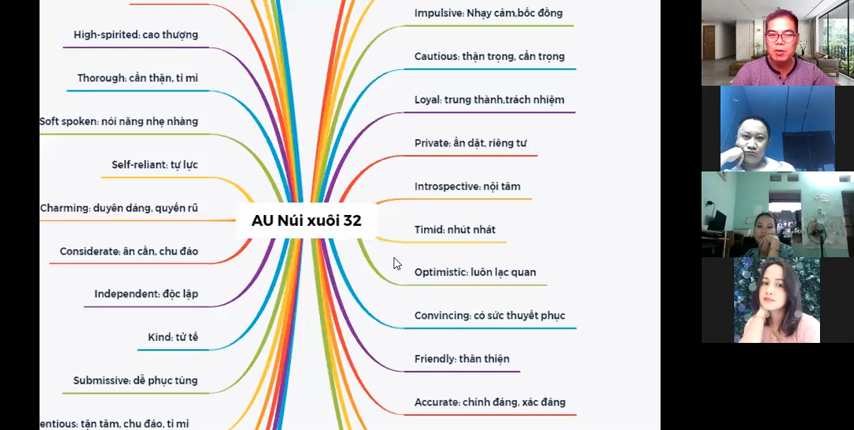 High-spirited: cao thượng
Thorough: cẩn thận, tỉ mỉ
Soft spoken: nói năng nhẹ nhàng
Self-reliant: tự lực
Charming: duyên dáng, quyến rũ
Considerate: ân cần, chu đáo
Independent: độc lập
Kind: tử tế
Submissive: dễ phục tùng
entious: tận tâm, chu đáo, tỉ mỉ
AU Núi xuôi 32
Impulsive: Nhạy cảm,bốc đồng
Cautious: thận trọng, cẩn trọng
Loyal: trung thành,trách nhiệm
Private: ẩn dật, riêng tư
Introspective: nội tâm
Timid: nhút nhát
Optimistic: luôn lạc quan
Convincing: có sức thuyết phục
Friendly: thân thiện
Accurate: chính đáng, xác đáng